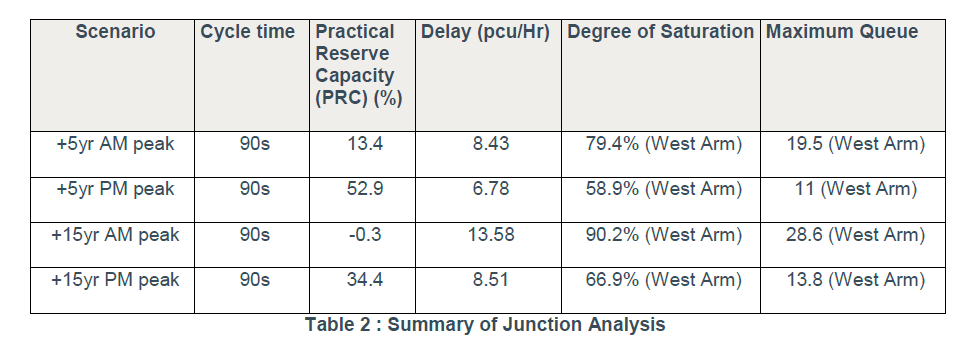 Scenario Cycle time Practical Reserve Capacity (PRC) (%) Delay (pcu/Hr) Degree of Saturation Maximum Queue
+5yr AM peak 90s 13.4 8.43 79.4% (West Arm) 19.5 (West Arm)
+5yr PM peak 90s 52.9 6.78 58.9% (West Arm) 11 (West Arm)
+15yr AM peak 90s -0.3 13.58 90.2% (West Arm) 28.6 (West Arm)
+15yr PM peak 90s 34.4 8.51 66.9% (West Arm) 13.8 (West Arm)
Table 2 : Summary of Junction Analysis